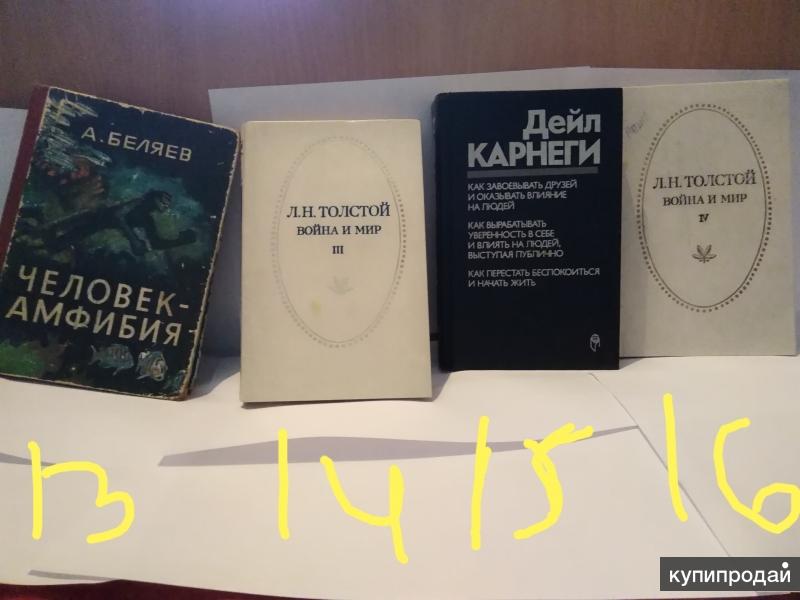 А. БЕЛЯЕВ
ЧЕЛОВЕК-
АМФИБИЯ
Л.Н. ТОЛСТОЙ
ВОЙНА И МИР
III
Дейл
КАРНЕГИ
КАК ЗАВОЕВЫВАТЬ ДРУЗЕЙ
И ОКАЗЫВАТЬ ВЛИЯНИЕ
НА ЛЮДЕЙ
КАК ВЫРАБАТЫВАТЬ
УВЕРЕННОСТЬ В СЕБЕ
И ВЛИЯТЬ НА ЛЮДЕЙ,
ВЫСТУПАЯ ПУБЛИЧНО
КАК ПЕРЕСТАТЬ БЕСПОКОИТЬСЯ
И НАЧАТЬ ЖИТЬ
Л.Н. ТОЛСТОЙ
ВОЙНА И МИР
IV
13 14 15 16
купипродай